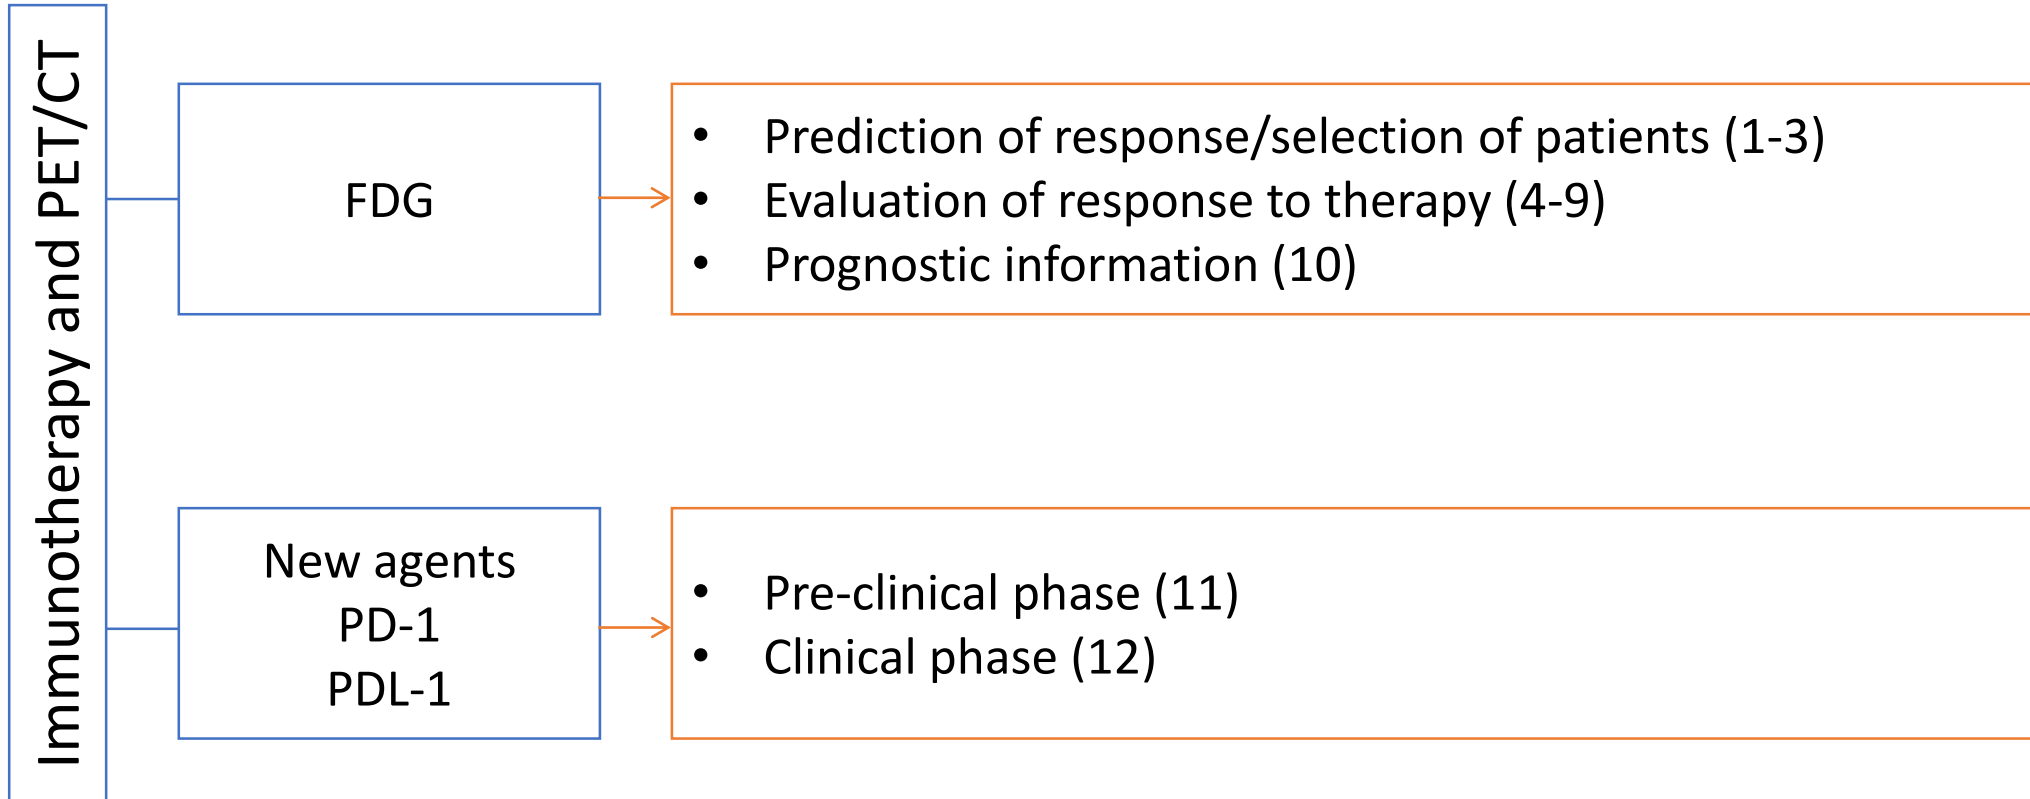 Immunotherapy and PET/CT
FDG
• Prediction of response/selection of patients (1-3)
• Evaluation of response to therapy (4-9)
• Prognostic information (10)
New agents
PD-1
PDL-1
• Pre-clinical phase (11)
• Clinical phase (12)